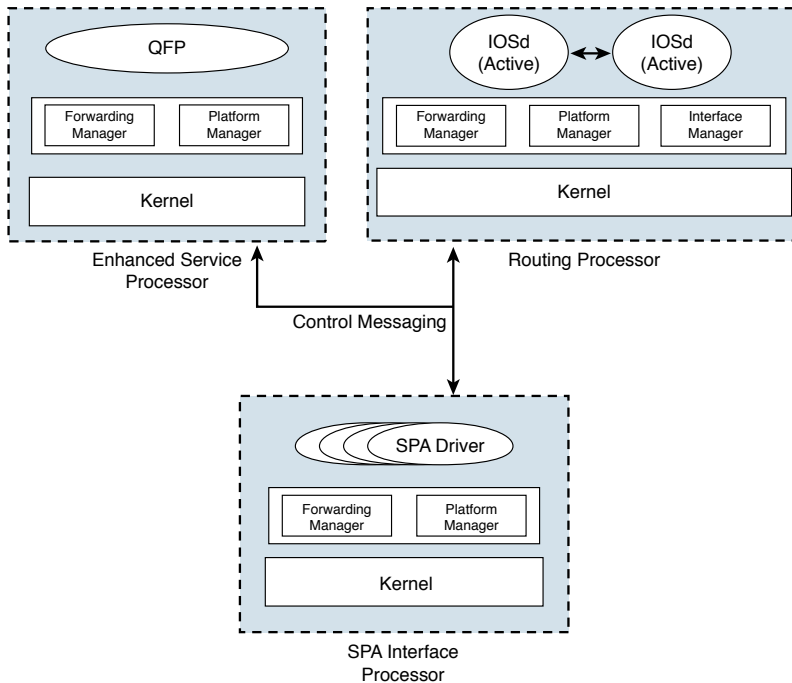 QFP
Forwarding
Manager
Platform
Manager
Kernel
Enhanced Service
Processor
IOSd
(Active)
IOSd
(Active)
Forwarding
Manager
Platform
Manager
Interface
Manager
Kernel
Routing Processor
Control Messaging
SPA Driver
Forwarding
Manager
Platform
Manager
Kernel
SPA Interface
Processor